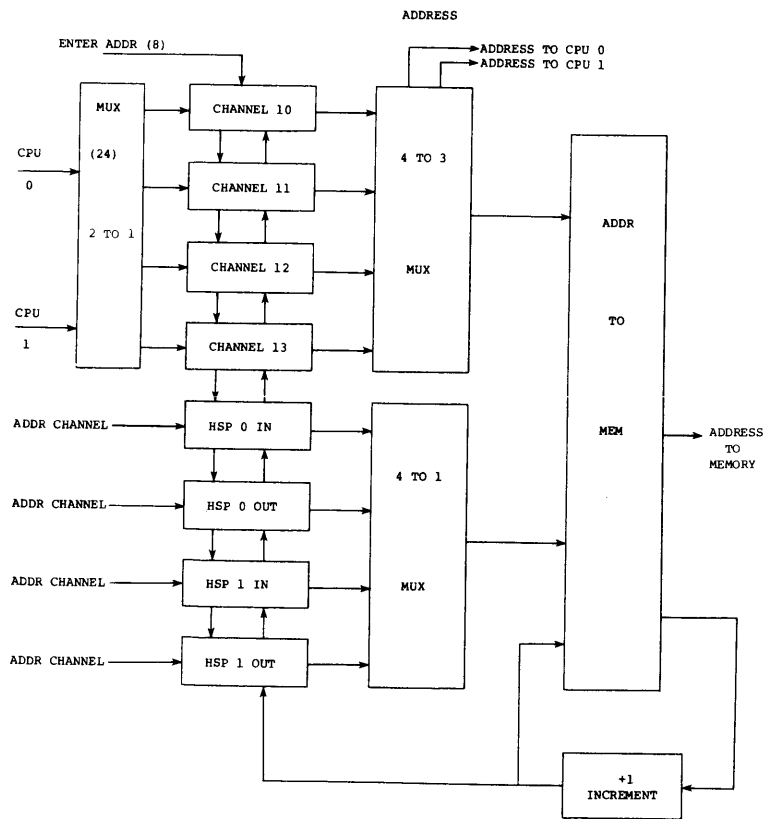 ADDRESS
ENTER ADDR (8)
ADDRESS TO CPU 0
ADDRESS TO CPU 1
MUX
(24)
2 TO 1
CPU
0
CPU
1
CHANNEL 10
CHANNEL 11
CHANNEL 12
CHANNEL 13
4 TO 3
MUX
ADDR
TO
MEM
ADDRESS
TO
MEMORY
ADDR CHANNEL
HSP 0 IN
ADDR CHANNEL
HSP 0 OUT
ADDR CHANNEL
HSP 1 IN
ADDR CHANNEL
HSP 1 OUT
4 TO 1
MUX
+1
INCREMENT